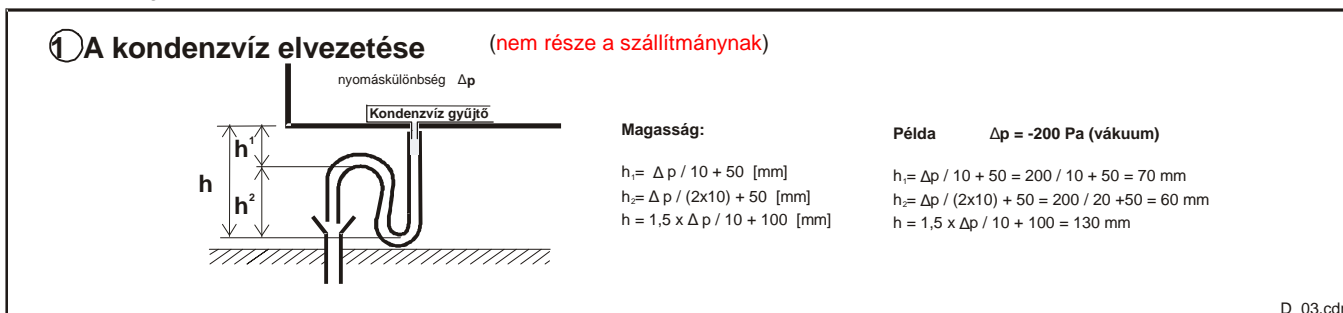 1 A kondenzvíz elvezetése (nem része a szállítmánynak)
nyomáskülönbség Δp
Kondenzvíz gyűjtő
h¹
h
h²
Magasság:
h₁= Δ p / 10 + 50 [mm]
h₂= Δ p / (2x10) + 50 [mm]
h = 1,5 x Δ p / 10 + 100 [mm]
Példa Δp = -200 Pa (vákuum)
h₁= Δp / 10 + 50 = 200 / 10 + 50 = 70 mm
h₂= Δp / (2x10) + 50 = 200 / 20 +50 = 60 mm
h = 1,5 x Δp / 10 + 100 = 130 mm